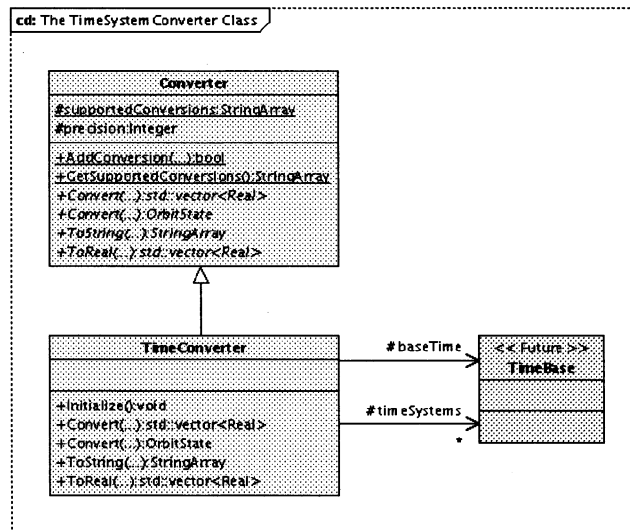 cd: The TimeSystem Converter Class
Converter
#supportedConversions:StringArray
#precision:Integer
+AddConversion(...):bool
+GetSupportedConversions():StringArray
+Convert(...):std::vector<Real>
+Convert(...):OrbitState
+ToString(...):StringArray
+ToReal(...):std::vector<Real>
TimeConverter
+Initialize():void
+Convert(...):std::vector<Real>
+Convert(...):OrbitState
+ToString(...):StringArray
+ToReal(...):std::vector<Real>
#baseTime
#timeSystems
*
<< Future >>
TimeBase